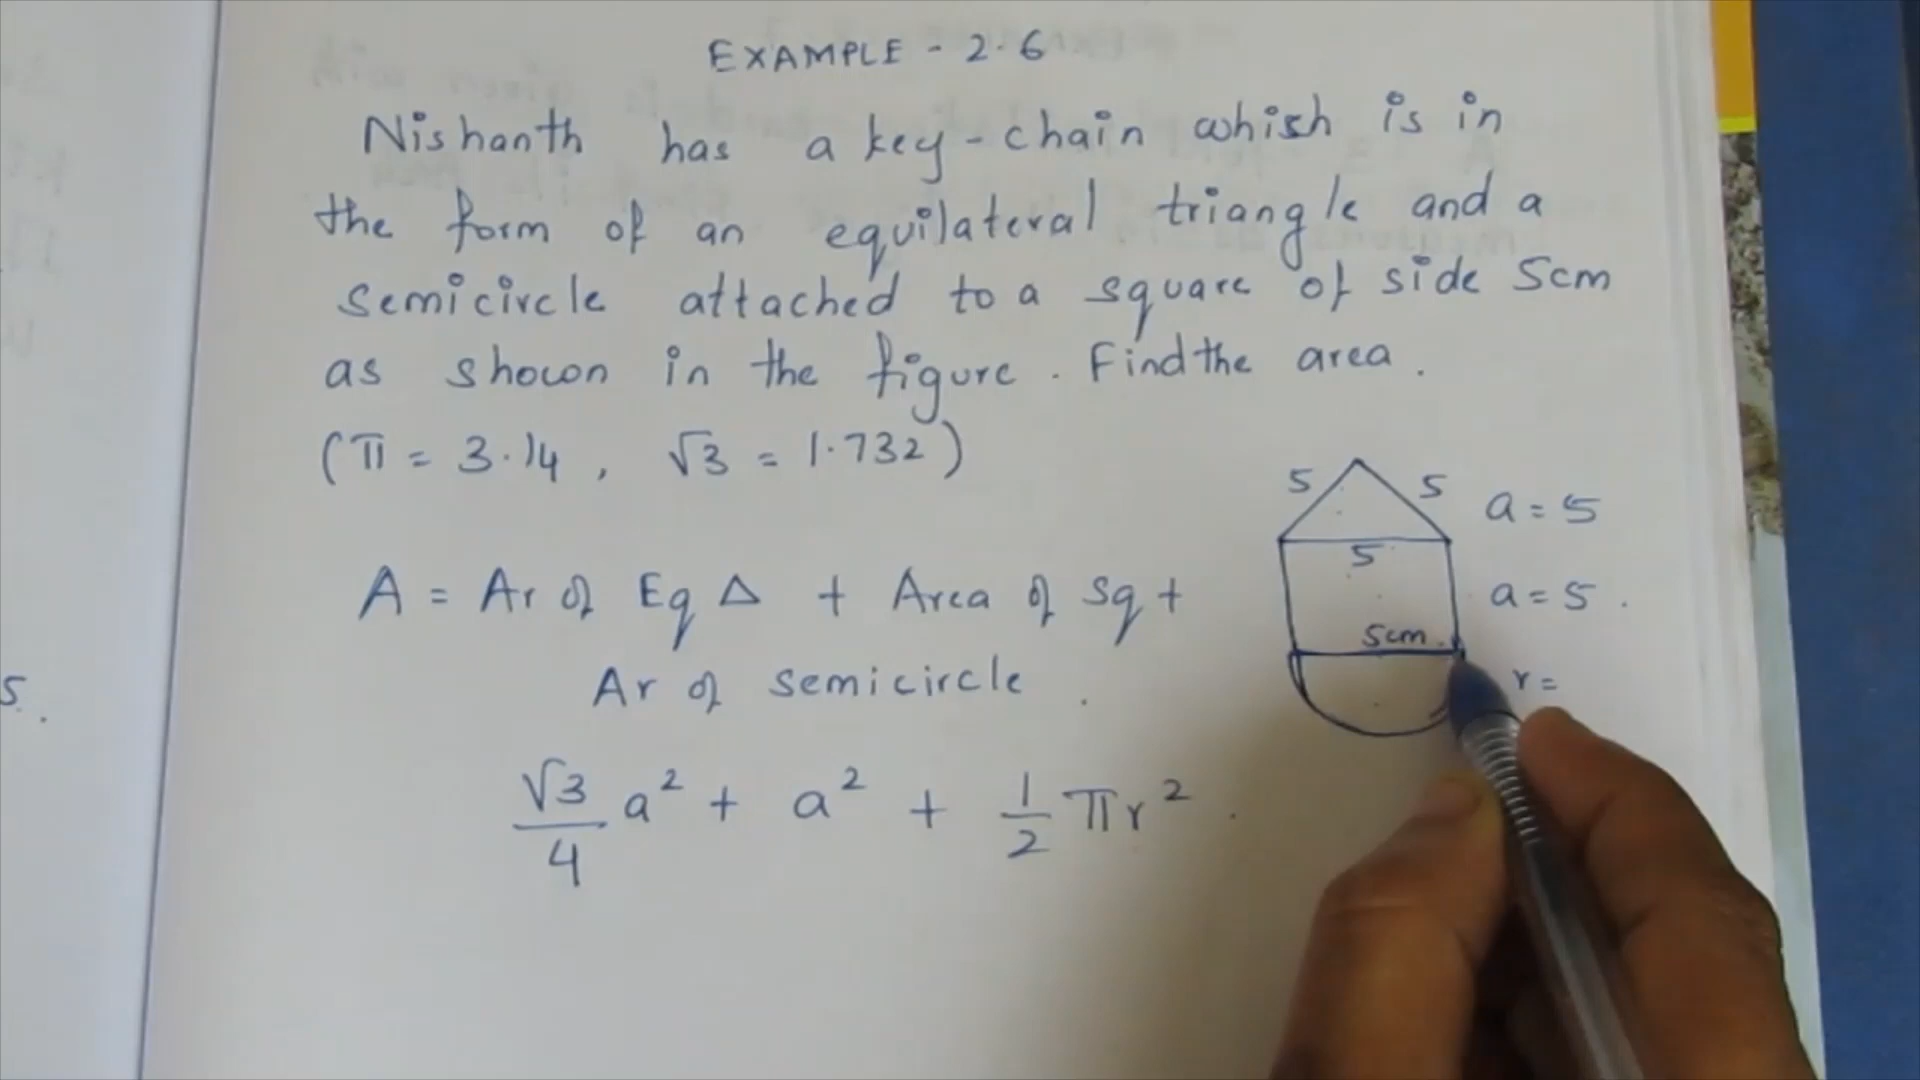 EXAMPLE - 2.6
Nishanth has a key-chain whish is in
the form of an equilateral triangle and a
semicircle attached to a square of side 5cm
as shown in the figure. Find the area.
(π = 3.14, √3 = 1.732)
5 5 a = 5
5
A = Ar of Eq Δ + Area of Sq +
a = 5.
5cm
Ar of semicircle.
r =
√3/4 a² + a² + 1/2 πr².
5.